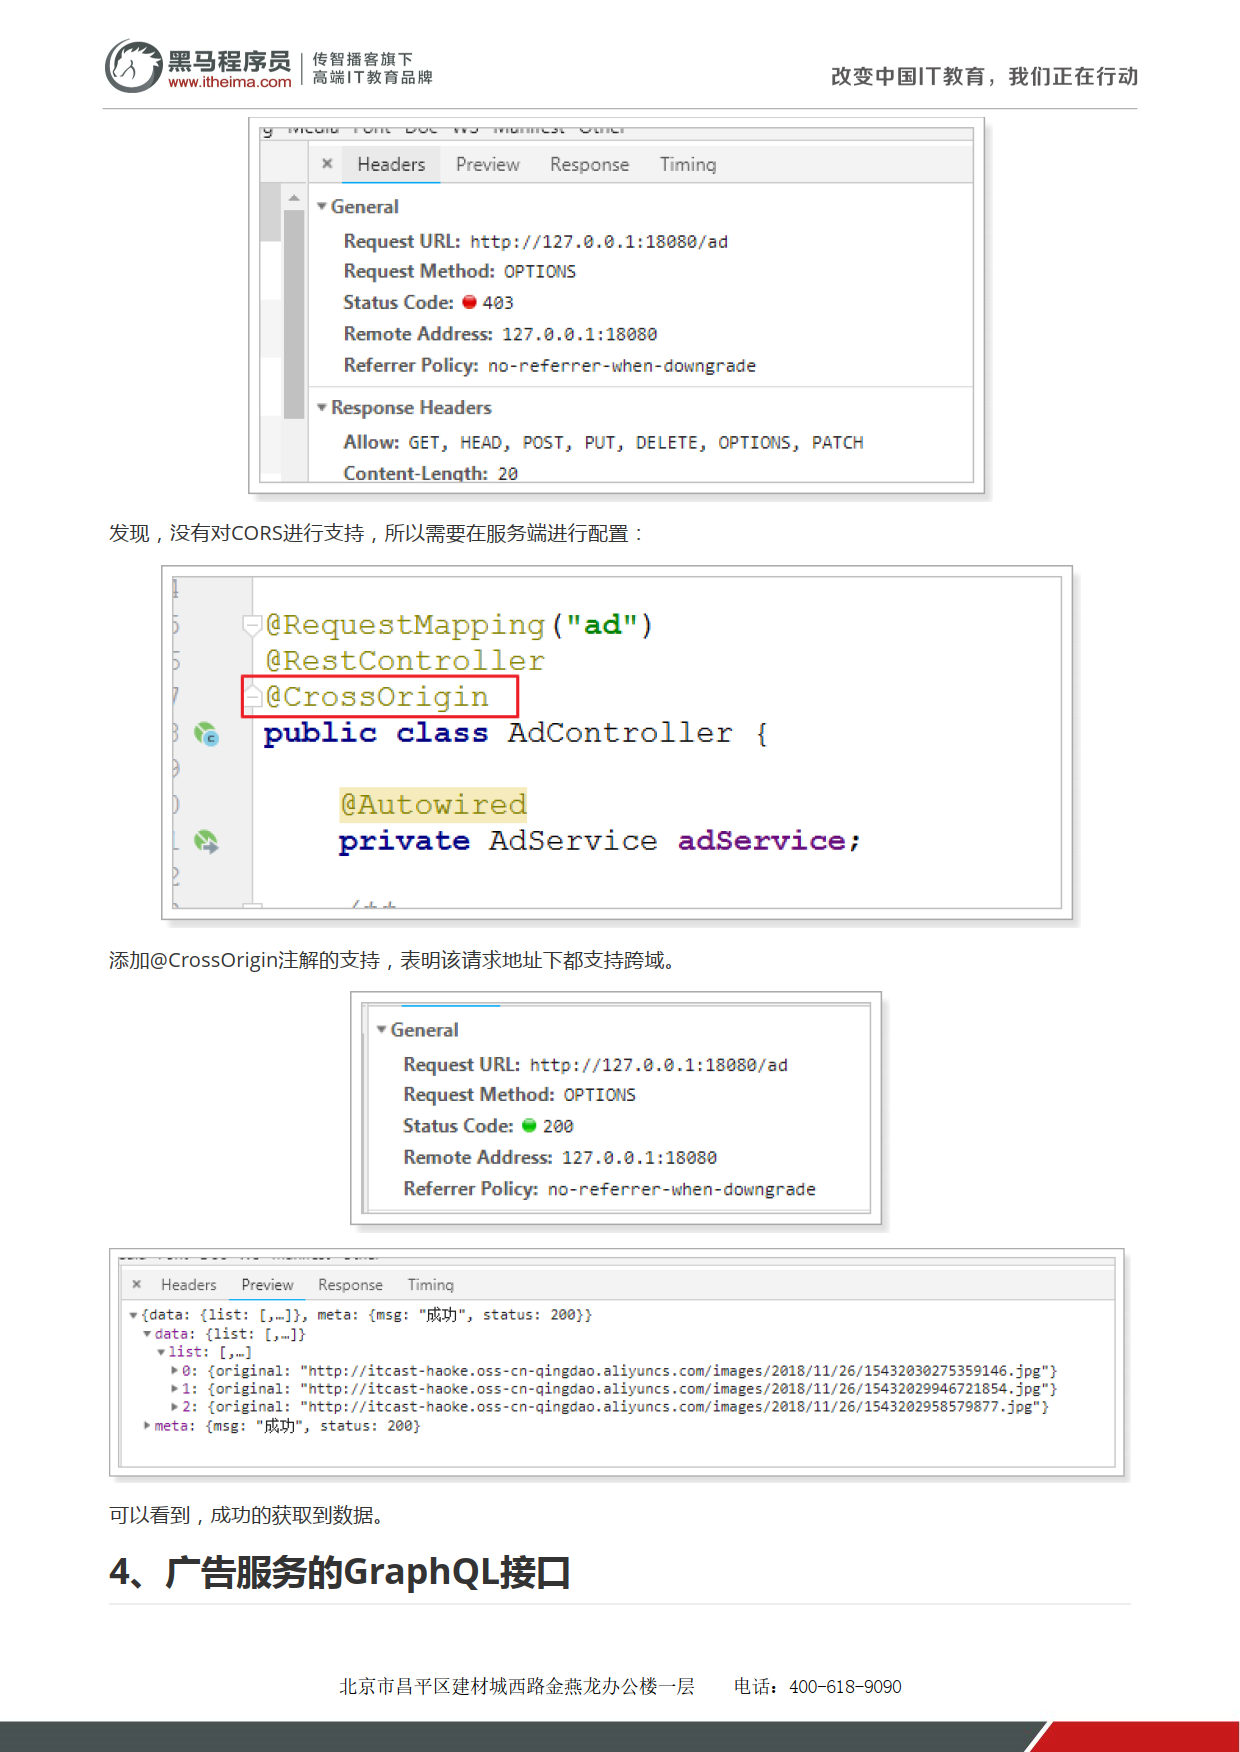 黑马程序员
www.itheima.com
传智播客旗下
高端IT教育品牌
改变中国IT教育，我们正在行动
× Headers Preview Response Timing
General
Request URL: http://127.0.0.1:18080/ad
Request Method: OPTIONS
Status Code: 403
Remote Address: 127.0.0.1:18080
Referrer Policy: no-referrer-when-downgrade
Response Headers
Allow: GET, HEAD, POST, PUT, DELETE, OPTIONS, PATCH
Content-Length: 20
发现，没有对CORS进行支持，所以需要在服务端进行配置：
@RequestMapping("ad")
@RestController
@CrossOrigin
public class AdController {
@Autowired
private AdService adService;
/**
添加@CrossOrigin注解的支持，表明该请求地址下都支持跨域。
General
Request URL: http://127.0.0.1:18080/ad
Request Method: OPTIONS
Status Code: 200
Remote Address: 127.0.0.1:18080
Referrer Policy: no-referrer-when-downgrade
× Headers Preview Response Timing
{data: {list: [,…]}, meta: {msg: "成功", status: 200}}
data: {list: [,…]}
list: [,…]
0: {original: "http://itcast-haoke.oss-cn-qingdao.aliyuncs.com/images/2018/11/26/15432030275359146.jpg"}
1: {original: "http://itcast-haoke.oss-cn-qingdao.aliyuncs.com/images/2018/11/26/15432029946721854.jpg"}
2: {original: "http://itcast-haoke.oss-cn-qingdao.aliyuncs.com/images/2018/11/26/1543202958579877.jpg"}
meta: {msg: "成功", status: 200}
可以看到，成功的获取到数据。
4、广告服务的GraphQL接口
北京市昌平区建材城西路金燕龙办公楼一层 电话：400-618-9090